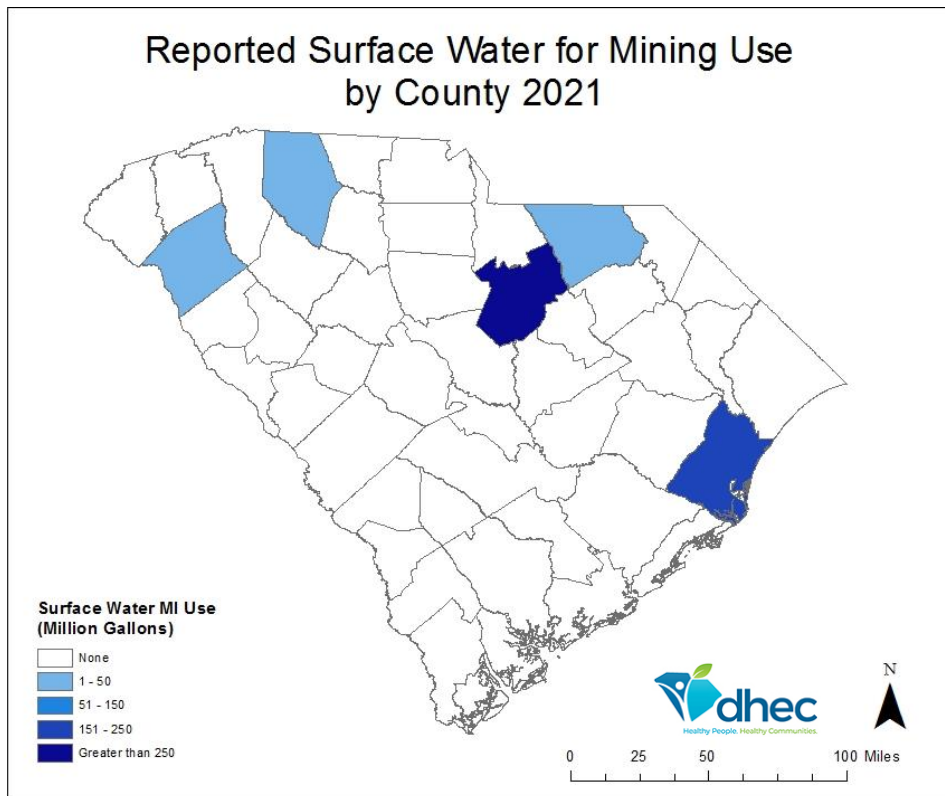 Reported Surface Water for Mining Use
by County 2021
Surface Water MI Use
(Million Gallons)
None
1 - 50
51 - 150
151 - 250
Greater than 250
dhec
Healthy People. Healthy Communities.
N
0 25 50 100 Miles